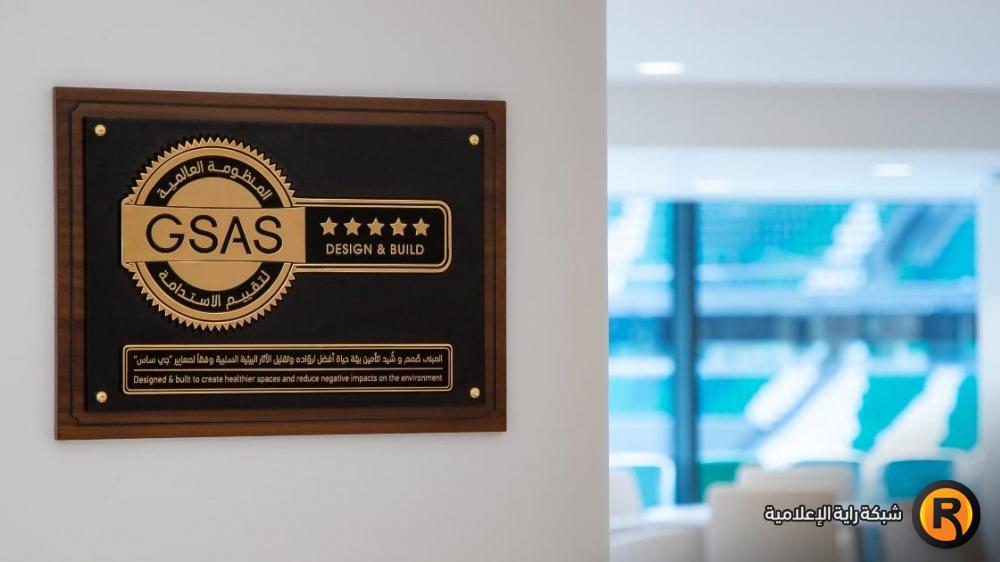 المنظومة العالمية
GSAS
لتقييم الاستدامة
★★★★★
DESIGN & BUILD
المبنى صُمم و شُيد لتأمين بيئة حياة أفضل لروّاده وتقليل الآثار البيئية السلبية وفقاً لمعايير "جي ساس"
Designed & built to create healthier spaces and reduce negative impacts on the environment
شبكة راية الإعلامية
R